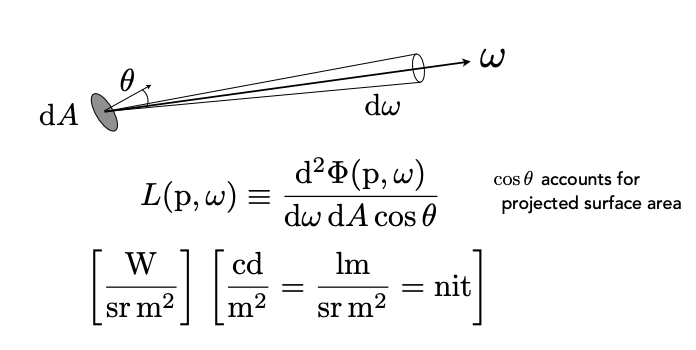 θ
ω
dA
dω
L(p, ω) ≡ d²Φ(p, ω) / (dω dA cos θ)
cos θ accounts for
projected surface area
[W / (sr m²)] [cd / m² = lm / (sr m²) = nit]